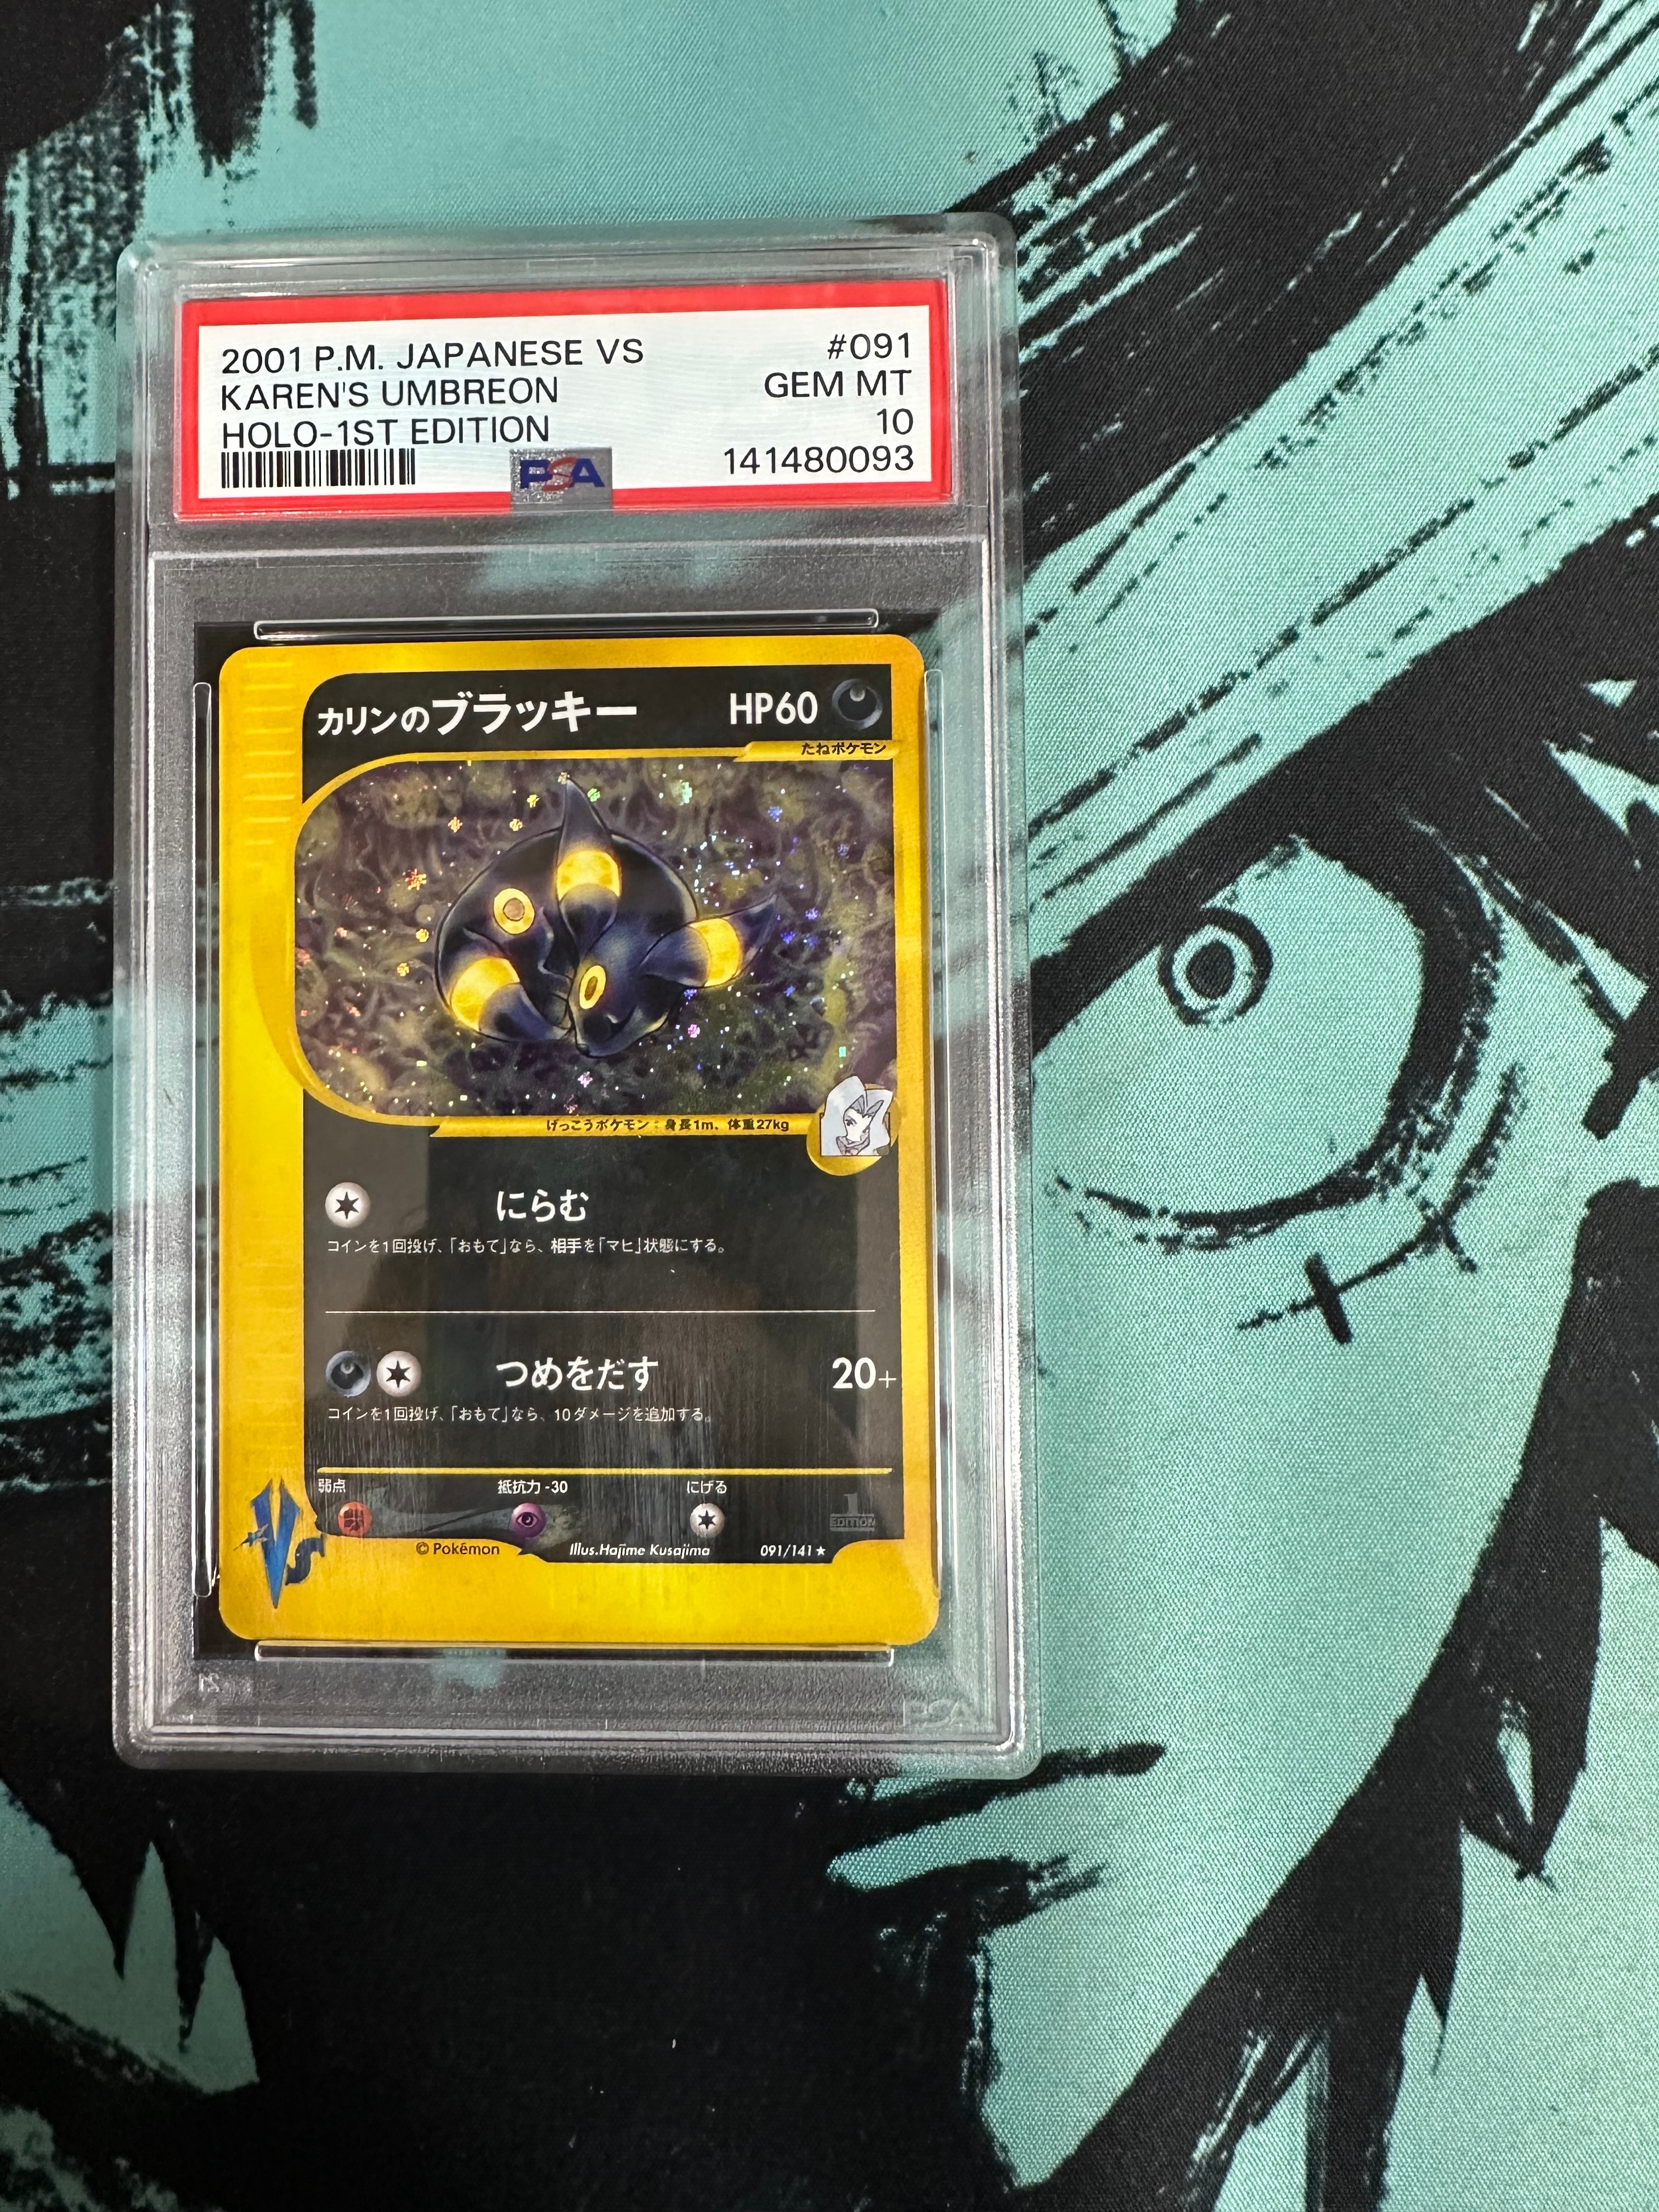 2001 P.M. JAPANESE VS #091
KAREN'S UMBREON GEM MT
HOLO-1ST EDITION 10
PSA 141480093
カリンのブラッキー HP60
たねポケモン
げっこうポケモン：身長1m、体重27kg
にらむ
コインを1回投げ、「おもて」なら、相手を「マヒ」状態にする。
つめをだす 20+
コインを1回投げ、「おもて」なら、10ダメージを追加する。
弱点 抵抗力-30 にげる
1 EDITION
VS
© Pokémon Illus.Hajime Kusajima 091/141★
PSA